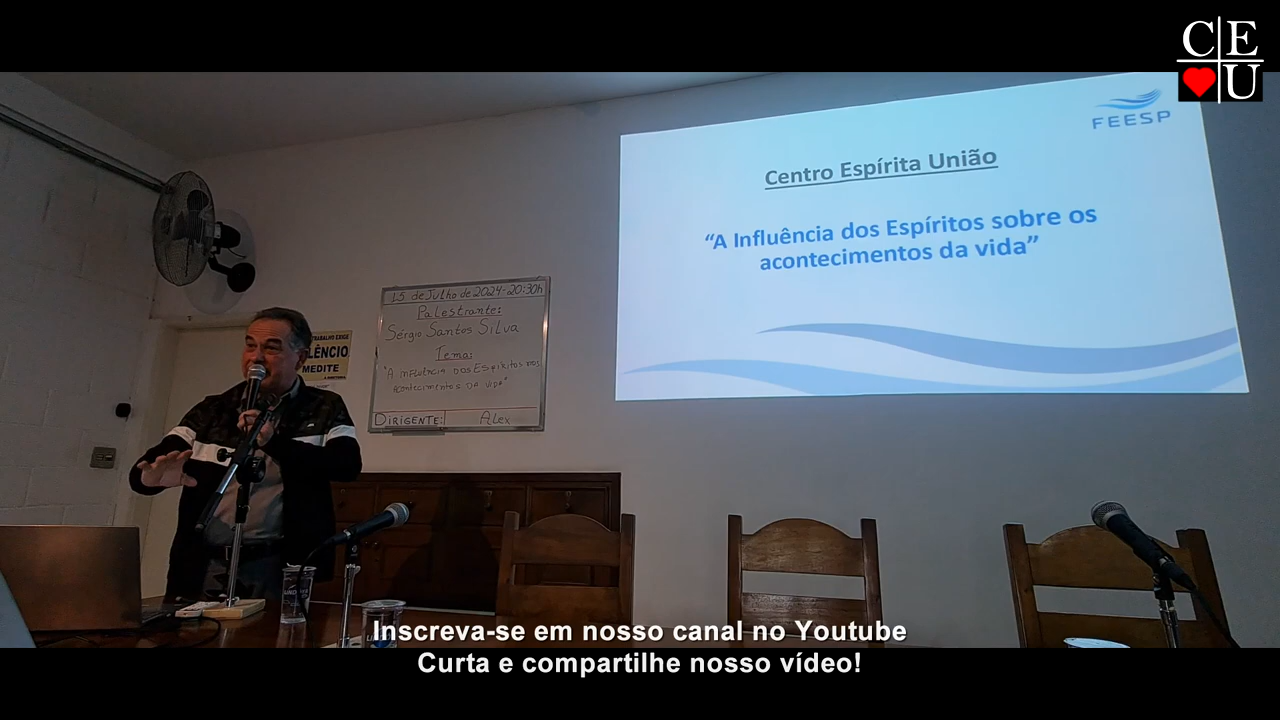 CE
U
FEESP
Centro Espírita União
“A Influência dos Espíritos sobre os
acontecimentos da vida”
15 de Julho de 2024-20:30h
Palestrante:
Sérgio Santos Silva
Tema:
"A Influência dos Espíritos nos
acontecimentos da vida"
DIRIGENTE: Alex
TRABALHO EXIGE
LÊNCIO
MEDITE
Inscreva-se em nosso canal no Youtube
Curta e compartilhe nosso vídeo!